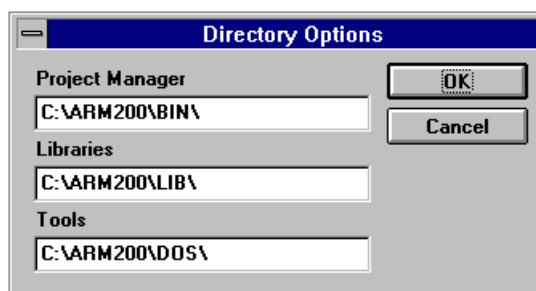 Directory Options
Project Manager
OK
C:\ARM200\BIN\
Cancel
Libraries
C:\ARM200\LIB\
Tools
C:\ARM200\DOS\